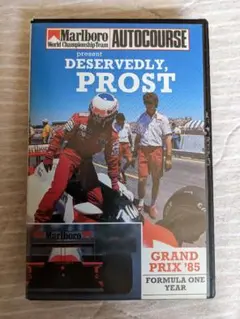 Marlboro
World Championship Team
AUTOCOURSE
present
DESERVEDLY,
PROST
Marlboro
GRAND
PRIX '85
FORMULA ONE
YEAR